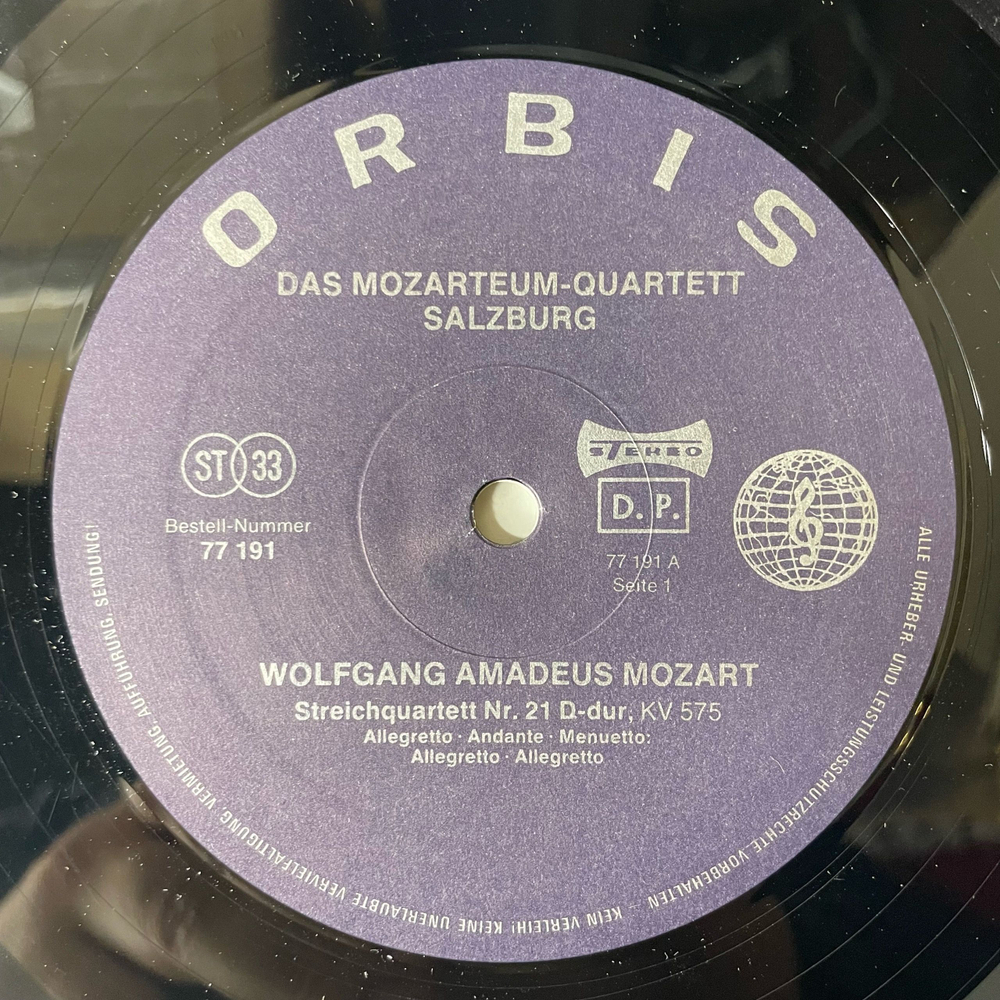 ORBIS
DAS MOZARTEUM-QUARTETT
SALZBURG
ST 33
Bestell-Nummer
77 191
STEREO
D. P.
77 191 A
Seite 1
WOLFGANG AMADEUS MOZART
Streichquartett Nr. 21 D-dur, KV 575
Allegretto · Andante · Menuetto:
Allegretto · Allegretto
ALLE URHEBER- UND LEISTUNGSSCHUTZRECHTE VORBEHALTEN – KEIN VERLEIH! KEINE UNERLAUBTE VERVIELFÄLTIGUNG, VERMIETUNG, AUFFÜHRUNG, SENDUNG!